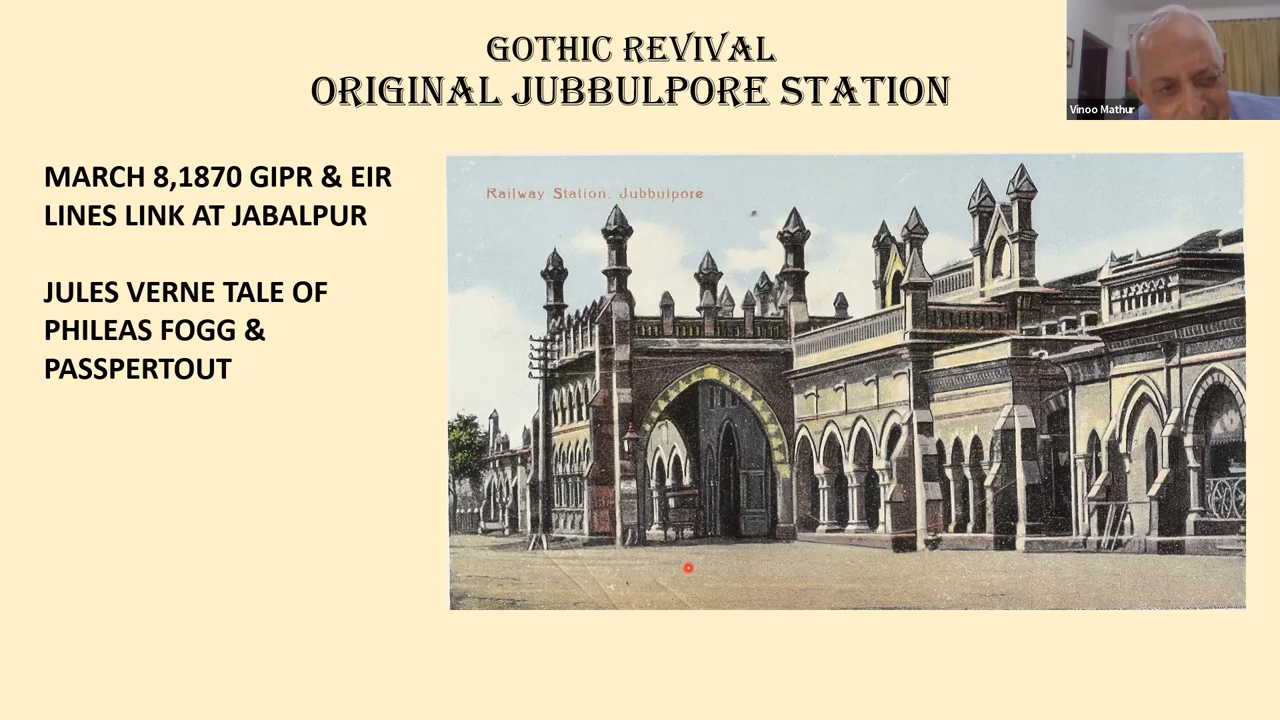 GOTHIC REVIVAL
ORIGINAL JUBBULPORE STATION
Vinoo Mathur
MARCH 8,1870 GIPR & EIR
LINES LINK AT JABALPUR
JULES VERNE TALE OF
PHILEAS FOGG &
PASSPERTOUT
Railway Station, Jubbulpore